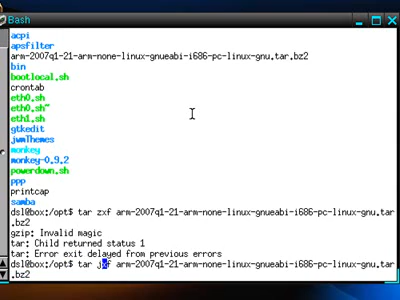 Bash
acpi
apsfilter
arm-2007q1-21-arm-none-linux-gnueabi-i686-pc-linux-gnu.tar.bz2
bin
bootlocal.sh
crontab
eth0.sh
eth0.sh~
eth1.sh
gtkedit
jwmThemes
monkey
monkey-0.9.2
powerdown.sh
ppp
printcap
samba
dsl@box:/opt$ tar zxf arm-2007q1-21-arm-none-linux-gnueabi-i686-pc-linux-gnu.tar
.bz2
gzip: Invalid magic
tar: Child returned status 1
tar: Error exit delayed from previous errors
dsl@box:/opt$ tar jxf arm-2007q1-21-arm-none-linux-gnueabi-i686-pc-linux-gnu.tar
.bz2